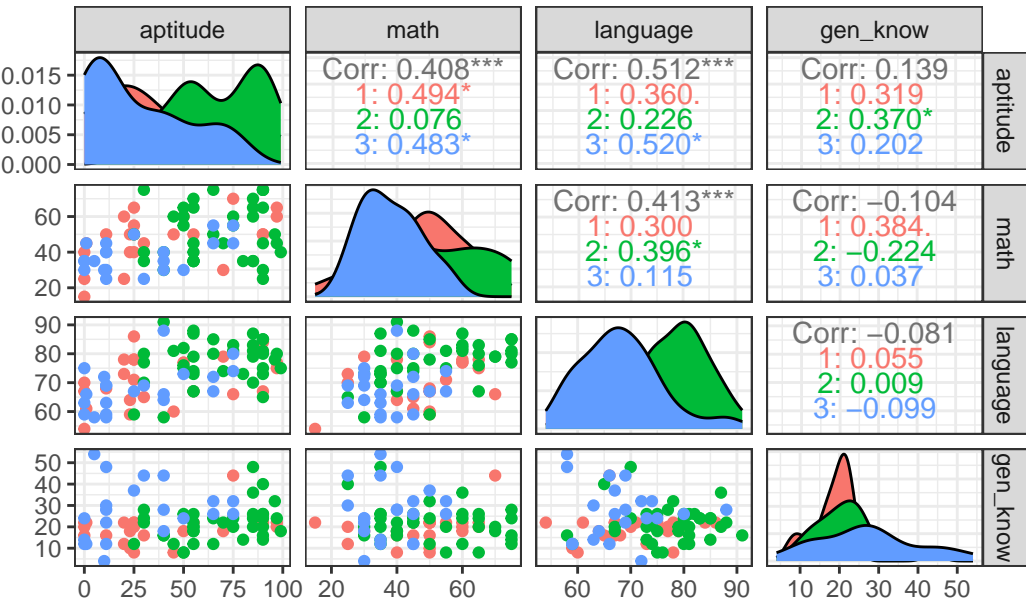 aptitude math language gen_know
0.015
0.010
0.005
0.000
Corr: 0.408***
1: 0.494*
2: 0.076
3: 0.483*
Corr: 0.512***
1: 0.360.
2: 0.226
3: 0.520*
Corr: 0.139
1: 0.319
2: 0.370*
3: 0.202
aptitude
60
40
20
Corr: 0.413***
1: 0.300
2: 0.396*
3: 0.115
Corr: −0.104
1: 0.384.
2: −0.224
3: 0.037
math
90
80
70
60
Corr: −0.081
1: 0.055
2: 0.009
3: −0.099
language
50
40
30
20
10
gen_know
0 25 50 75 100 20 40 60 60 70 80 90 10 20 30 40 50